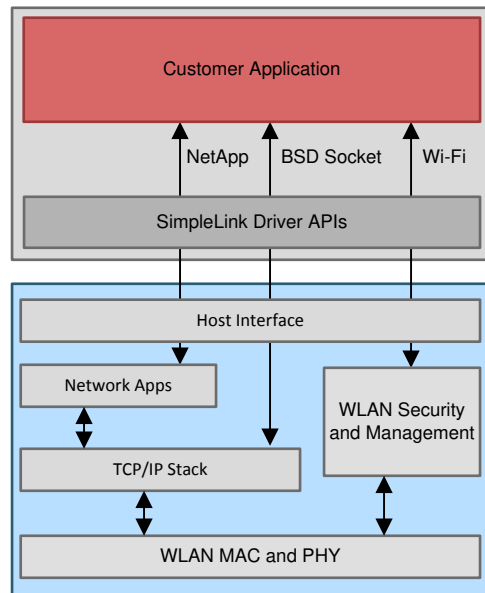 Customer Application
NetApp
BSD Socket
Wi-Fi
SimpleLink Driver APIs
Host Interface
Network Apps
WLAN Security
and Management
TCP/IP Stack
WLAN MAC and PHY